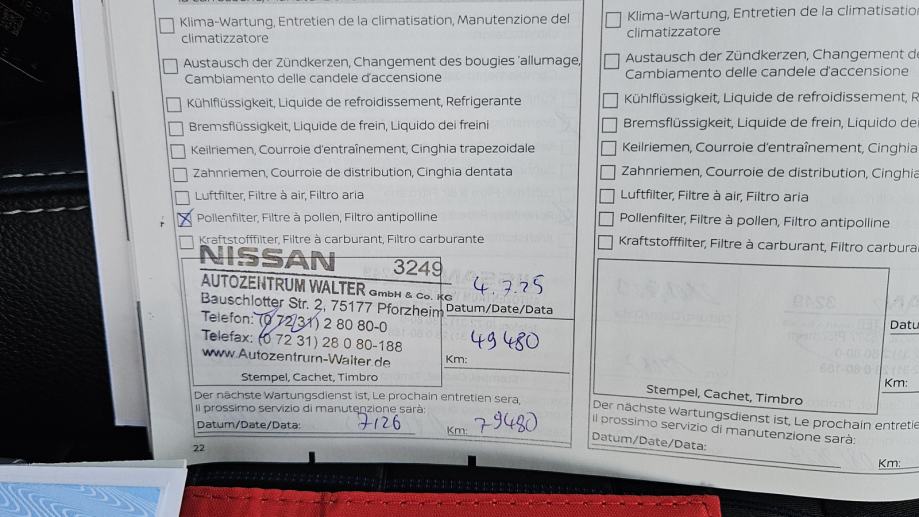 Klima-Wartung, Entretien de la climatisation, Manutenzione del
climatizzatore
Austausch der Zündkerzen, Changement des bougies 'allumage,
Cambiamento delle candele d'accensione
Kühlflüssigkeit, Liquide de refroidissement, Refrigerante
Bremsflüssigkeit, Liquide de frein, Liquido dei freini
Keilriemen, Courroie d'entraînement, Cinghia trapezoidale
Zahnriemen, Courroie de distribution, Cinghia dentata
Luftfilter, Filtre à air, Filtro aria
Pollenfilter, Filtre à pollen, Filtro antipolline
Kraftstofffilter, Filtre à carburant, Filtro carburante
NISSAN 3249
AUTOZENTRUM WALTER GmbH & Co. KG
Bauschlotter Str. 2, 75177 Pforzheim
Telefon: (0 72 31) 2 80 80-0
Telefax: (0 72 31) 28 0 80-188
www.Autozentrum-Walter.de
Stempel, Cachet, Timbro
4.7.25
Datum/Date/Data
49480
Km:
Der nächste Wartungsdienst ist, Le prochain entretien sera,
Il prossimo servizio di manutenzione sarà:
Datum/Date/Data: 7/26 Km: 79480
22
Klima-Wartung, Entretien de la climatisation
climatizzatore
Austausch der Zündkerzen, Changement
Cambiamento delle candele d'accensione
Kühlflüssigkeit, Liquide de refroidissement,
Bremsflüssigkeit, Liquide de frein, Liquido dei
Keilriemen, Courroie d'entraînement, Cinghia
Zahnriemen, Courroie de distribution, Cinghia
Luftfilter, Filtre à air, Filtro aria
Pollenfilter, Filtre à pollen, Filtro antipolline
Kraftstofffilter, Filtre à carburant, Filtro
Stempel, Cachet, Timbro
Datu
Km:
Der nächste Wartungsdienst ist, Le prochain
Il prossimo servizio di manutenzione sarà:
Datum/Date/Data:
Km: